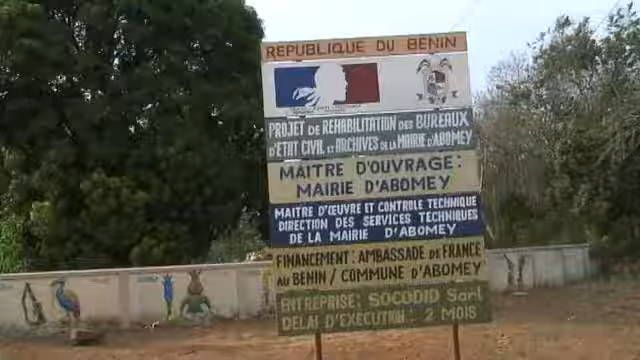 REPUBLIQUE DU BENIN
PROJET DE REHABILITATION DES BUREAUX
D'ETAT CIVIL ET ARCHIVES DE LA MAIRIE D'ABOMEY
MAITRE D'OUVRAGE:
MAIRIE D'ABOMEY
MAITRE D'ŒUVRE ET CONTROLE TECHNIQUE
DIRECTION DES SERVICES TECHNIQUES
DE LA MAIRIE D'ABOMEY
FINANCEMENT: AMBASSADE DE FRANCE
AU BENIN / COMMUNE D'ABOMEY
ENTREPRISE: SOCODID Sarl
DELAI D'EXECUTION: 2 MOIS